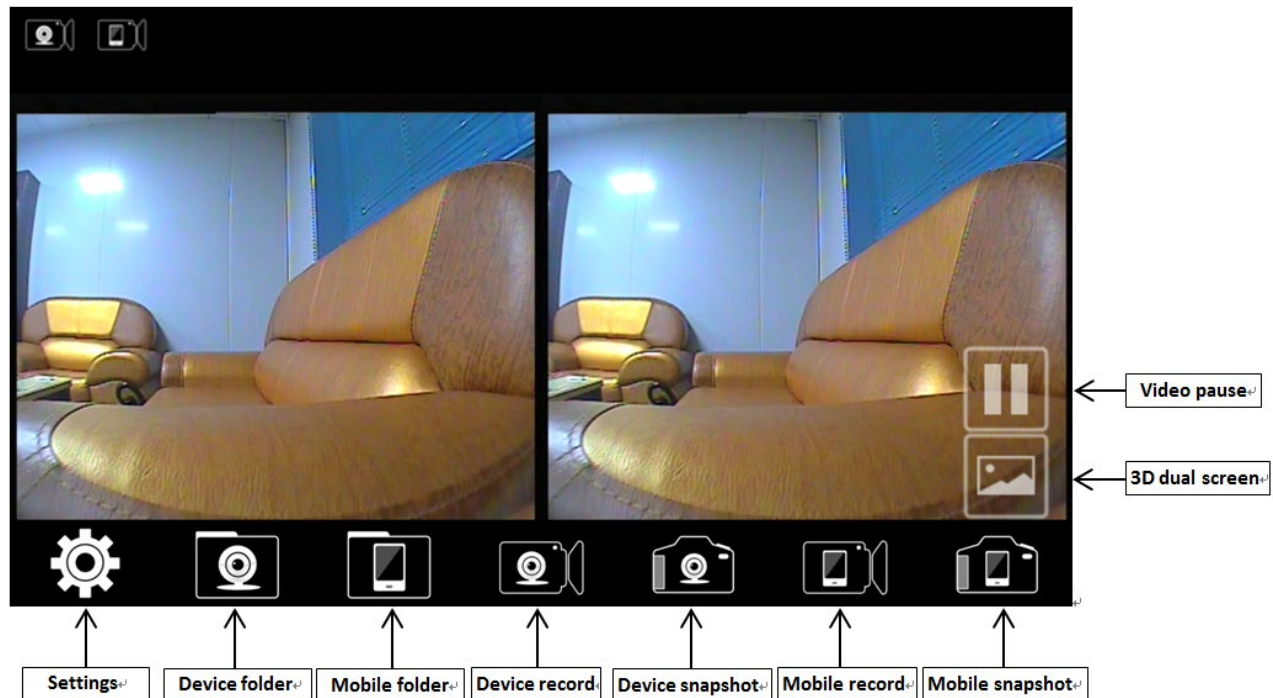 Video pause
3D dual screen
Settings
Device folder
Mobile folder
Device record
Device snapshot
Mobile record
Mobile snapshot